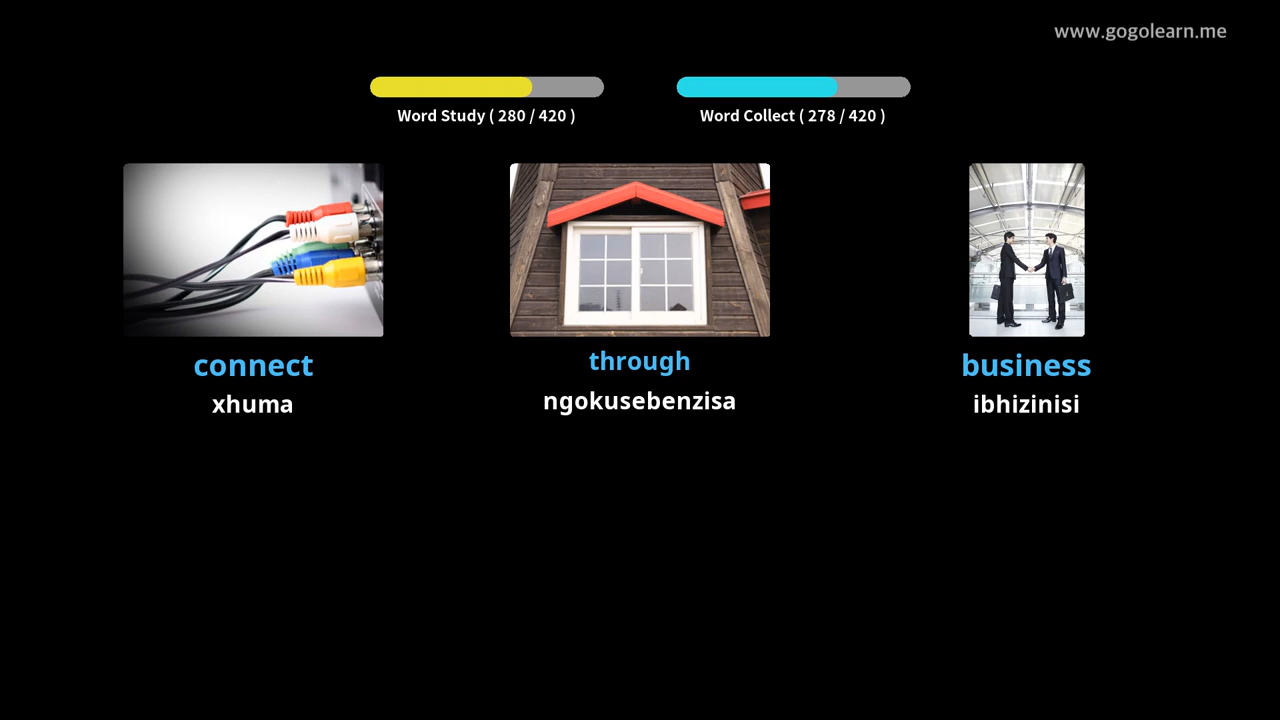 www.gogolearn.me
Word Study ( 280 / 420 )
Word Collect ( 278 / 420 )
connect
through
business
xhuma
ngokusebenzisa
ibhizinisi